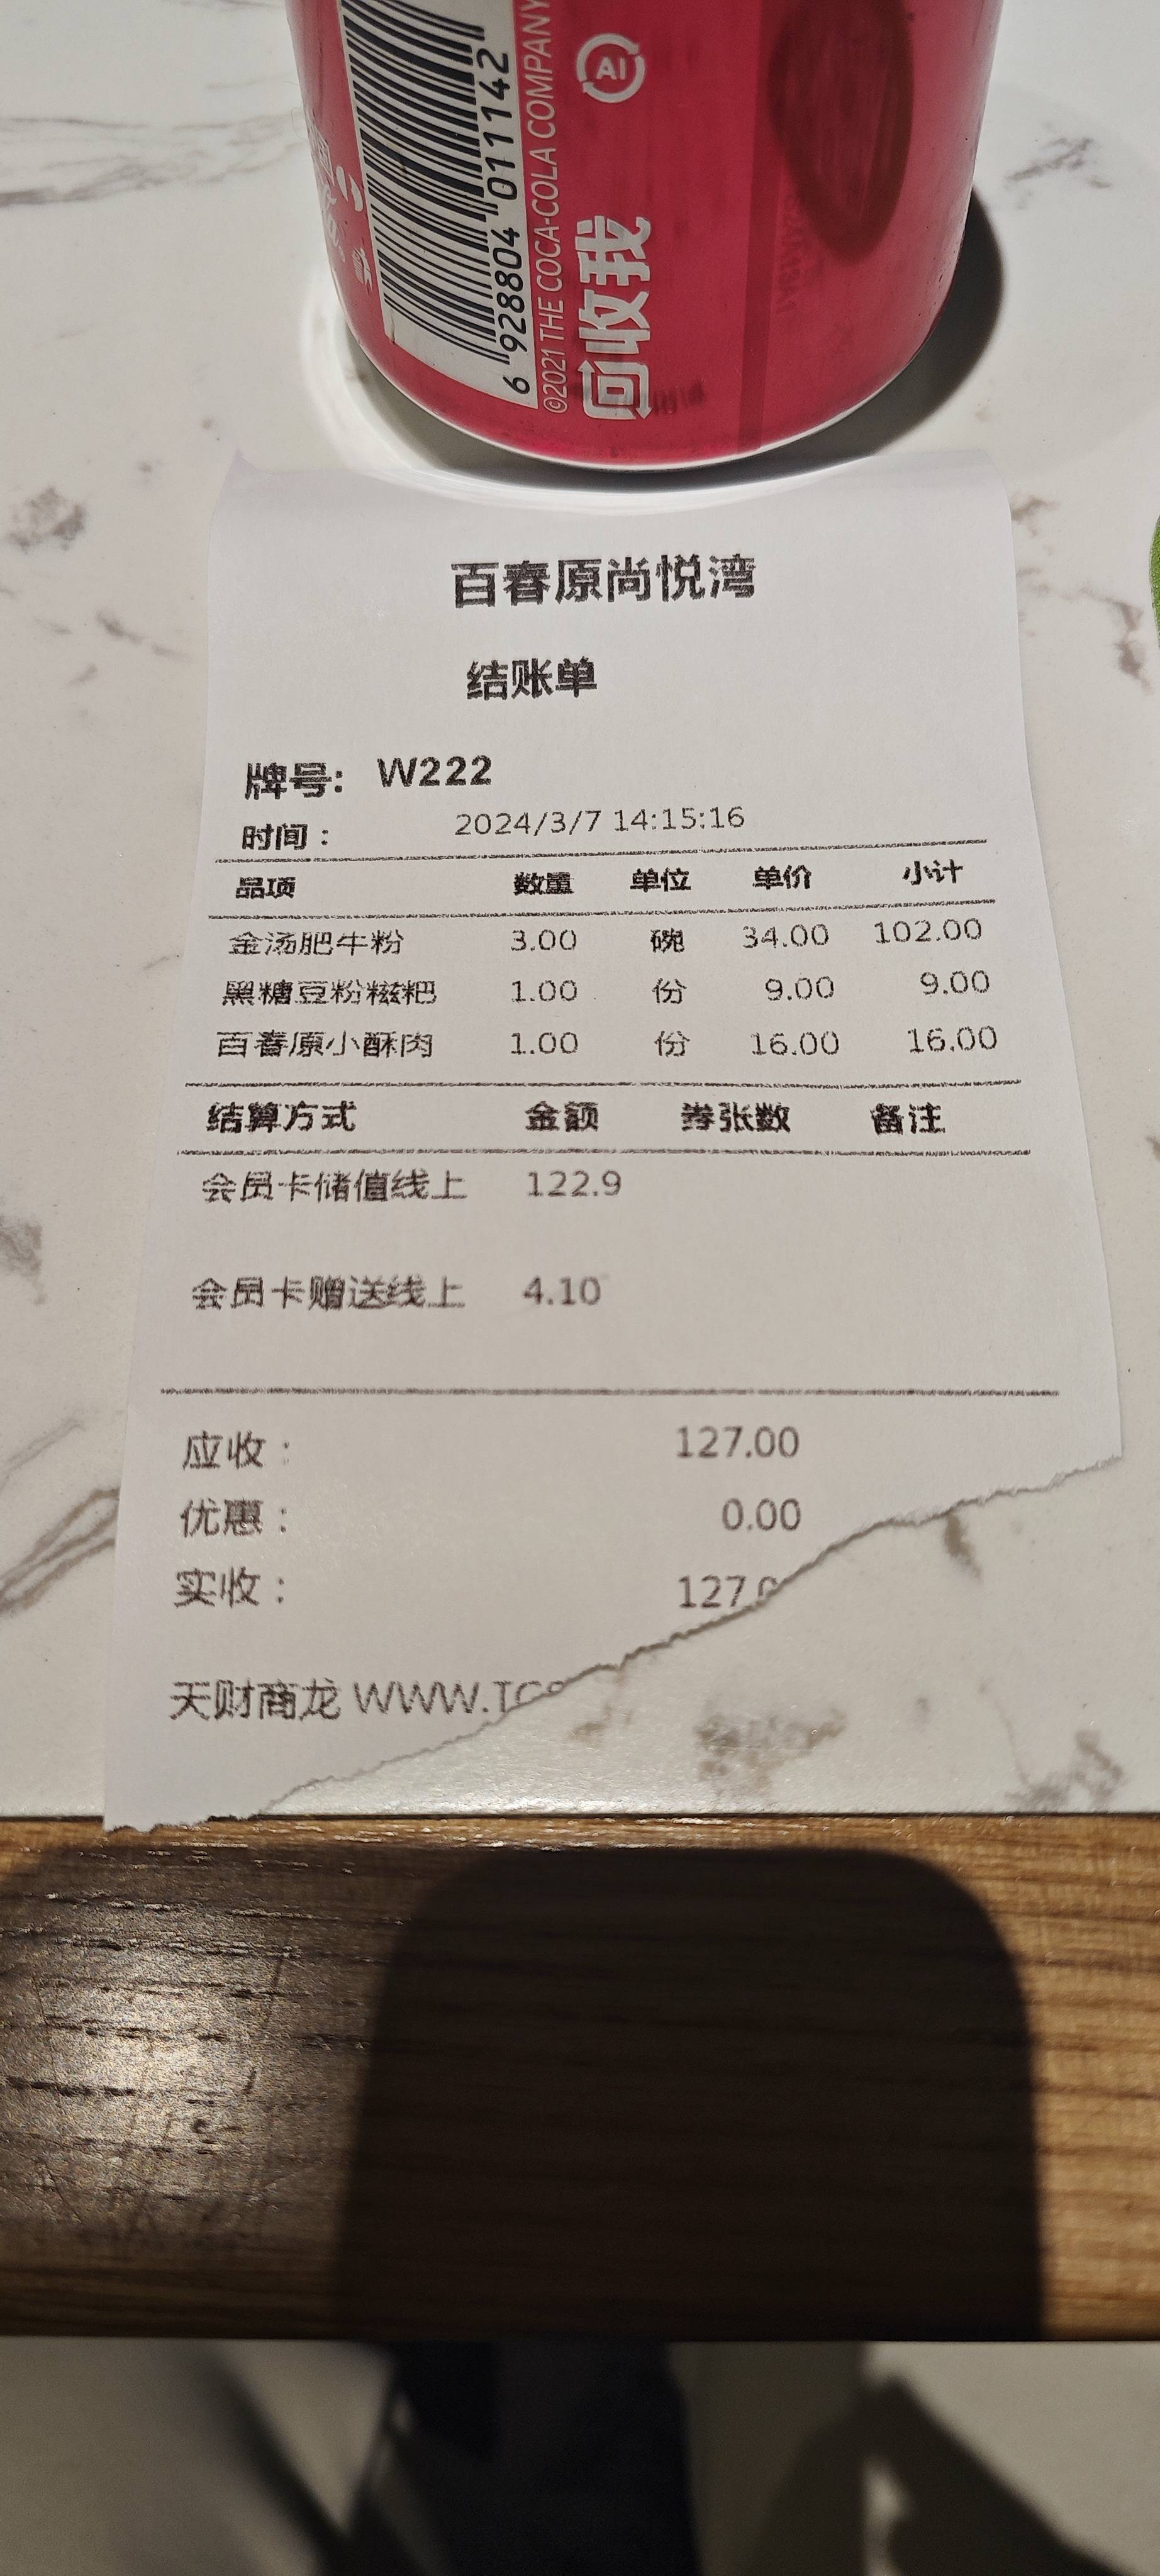 6 928804 011142
©2021 THE COCA-COLA COMPANY
回收我
Al
百春原尚悦湾
结账单
牌号: W222
时间： 2024/3/7 14:15:16
品项 数量 单位 单价 小计
金汤肥牛粉 3.00 碗 34.00 102.00
黑糖豆粉糍粑 1.00 份 9.00 9.00
百春原小酥肉 1.00 份 16.00 16.00
结算方式 金额 券张数 备注
会员卡储值线上 122.9
会员卡赠送线上 4.10
应收： 127.00
优惠： 0.00
实收： 127.0
天财商龙 WWW.TC